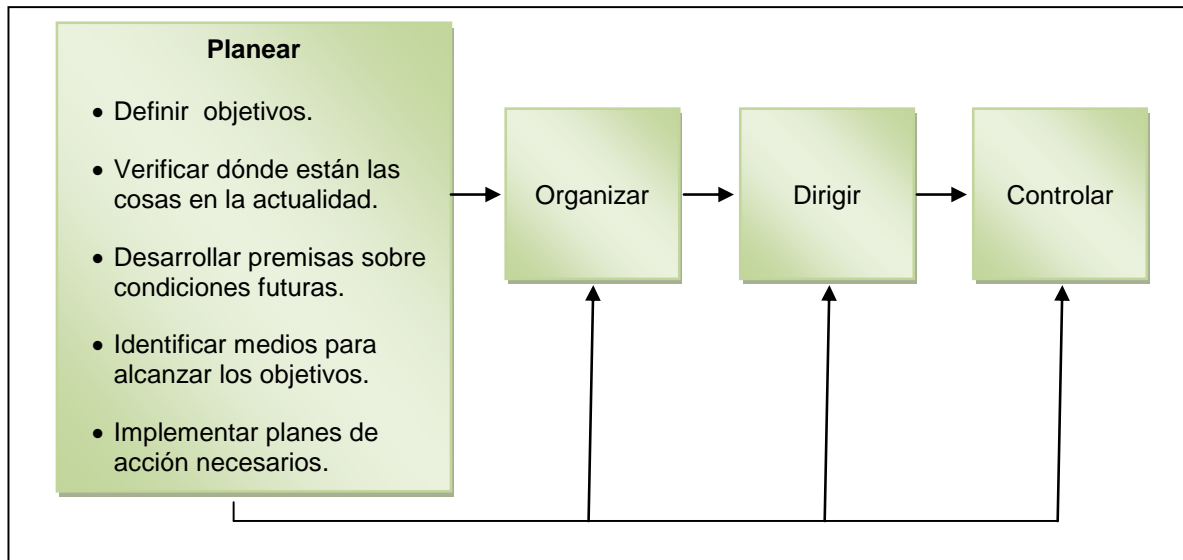 Planear
• Definir objetivos.
• Verificar dónde están las
cosas en la actualidad.
• Desarrollar premisas sobre
condiciones futuras.
• Identificar medios para
alcanzar los objetivos.
• Implementar planes de
acción necesarios.
Organizar
Dirigir
Controlar